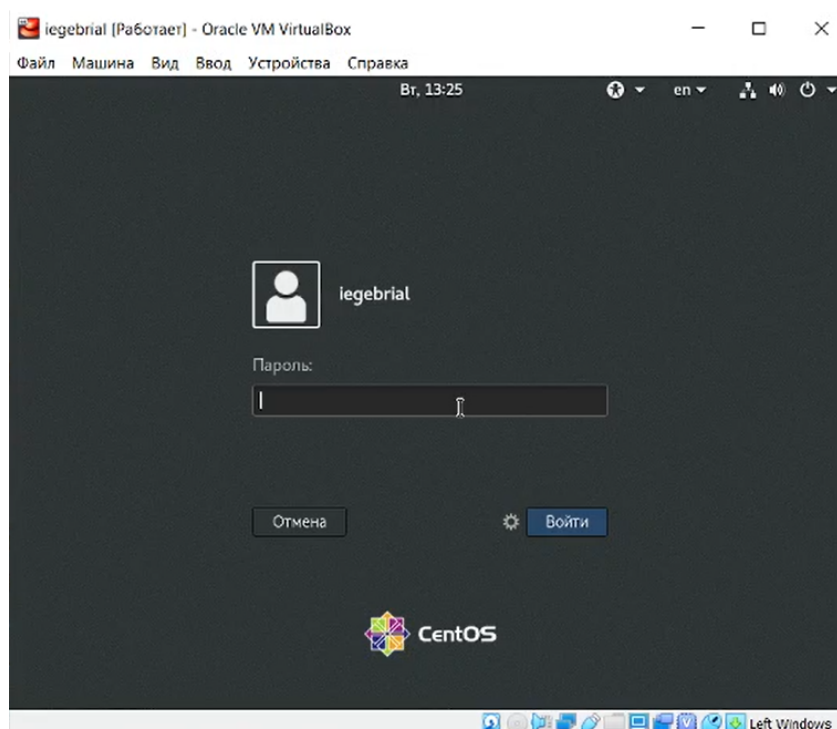 iegebrial [Работает] - Oracle VM VirtualBox
Файл Машина Вид Ввод Устройства Справка
Вт, 13:25 en
iegebrial
Пароль:
Отмена Войти
CentOS
Left Windows